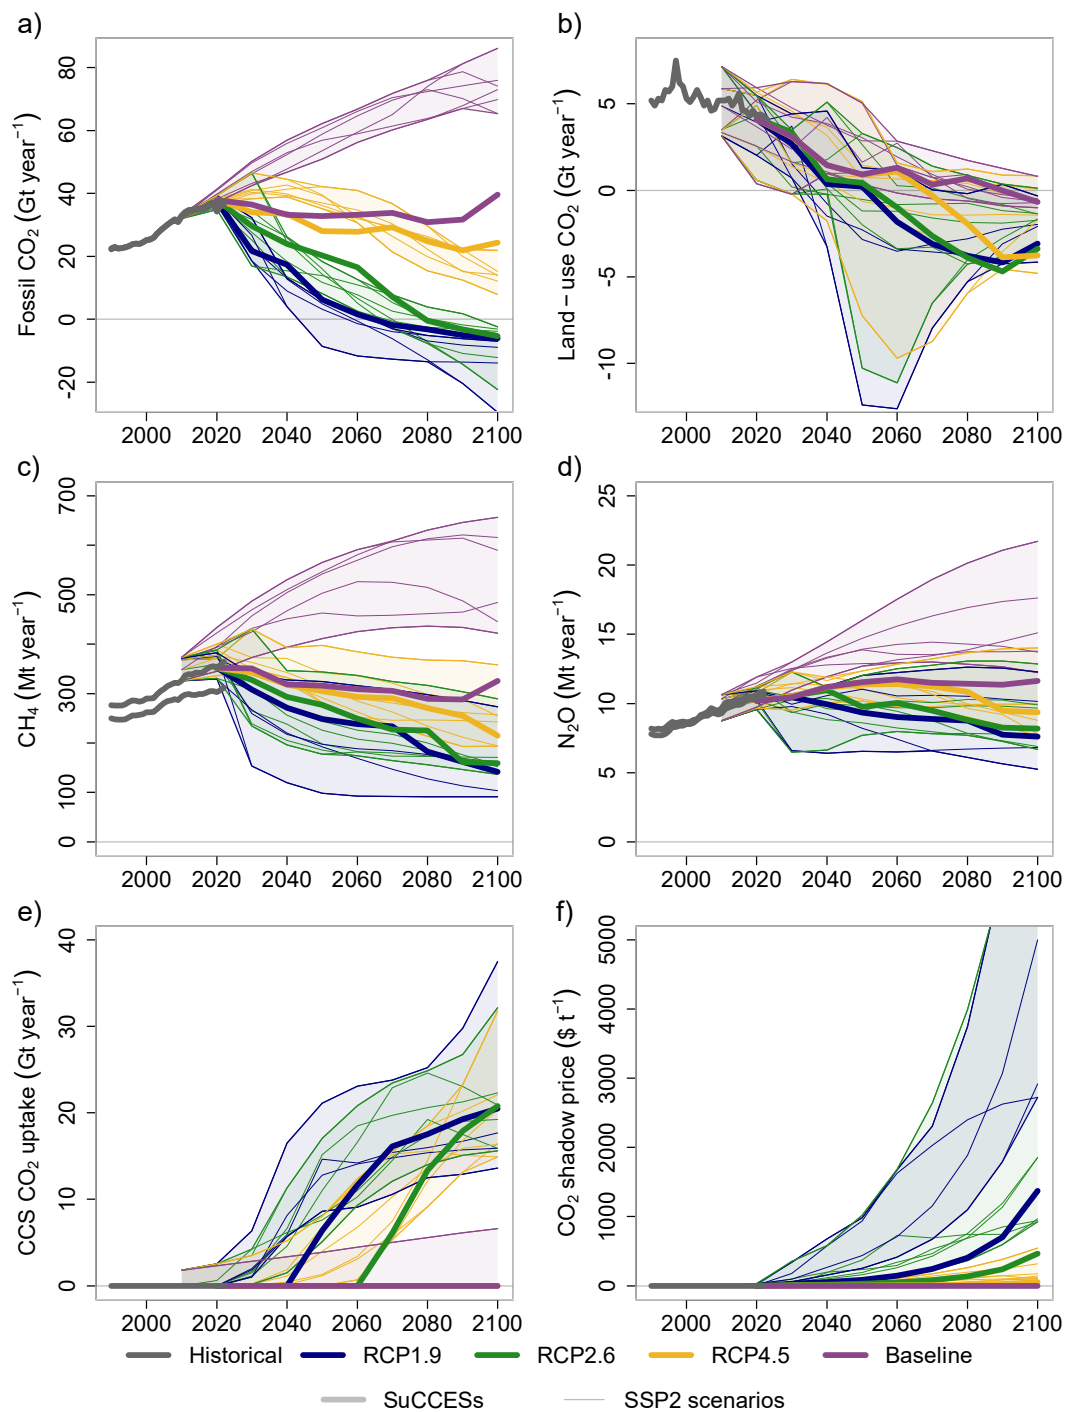 a)
Fossil CO₂ (Gt year⁻¹)
80
60
40
20
0
-20
2000 2020 2040 2060 2080 2100
b)
Land – use CO₂ (Gt year⁻¹)
5
0
-5
-10
2000 2020 2040 2060 2080 2100
c)
CH₄ (Mt year⁻¹)
700
500
300
100
0
2000 2020 2040 2060 2080 2100
d)
N₂O (Mt year⁻¹)
25
20
15
10
5
0
2000 2020 2040 2060 2080 2100
e)
CCS CO₂ uptake (Gt year⁻¹)
40
30
20
10
0
2000 2020 2040 2060 2080 2100
f)
CO₂ shadow price ($ t⁻¹)
5000
4000
3000
2000
1000
0
2000 2020 2040 2060 2080 2100
Historical RCP1.9 RCP2.6 RCP4.5 Baseline
SuCCESs SSP2 scenarios